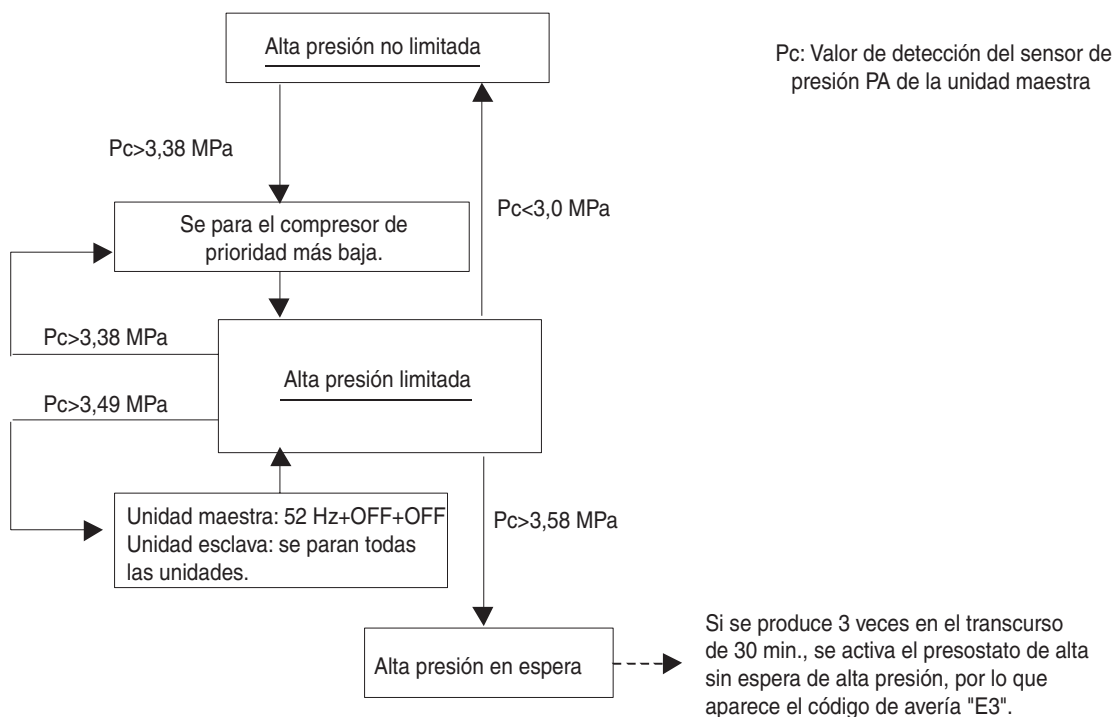 Alta presión no limitada
Pc: Valor de detección del sensor de
presión PA de la unidad maestra
Pc>3,38 MPa
Pc<3,0 MPa
Se para el compresor de
prioridad más baja.
Pc>3,38 MPa
Alta presión limitada
Pc>3,49 MPa
Unidad maestra: 52 Hz+OFF+OFF
Unidad esclava: se paran todas
las unidades.
Pc>3,58 MPa
Alta presión en espera
Si se produce 3 veces en el transcurso
de 30 min., se activa el presostato de alta
sin espera de alta presión, por lo que
aparece el código de avería "E3".